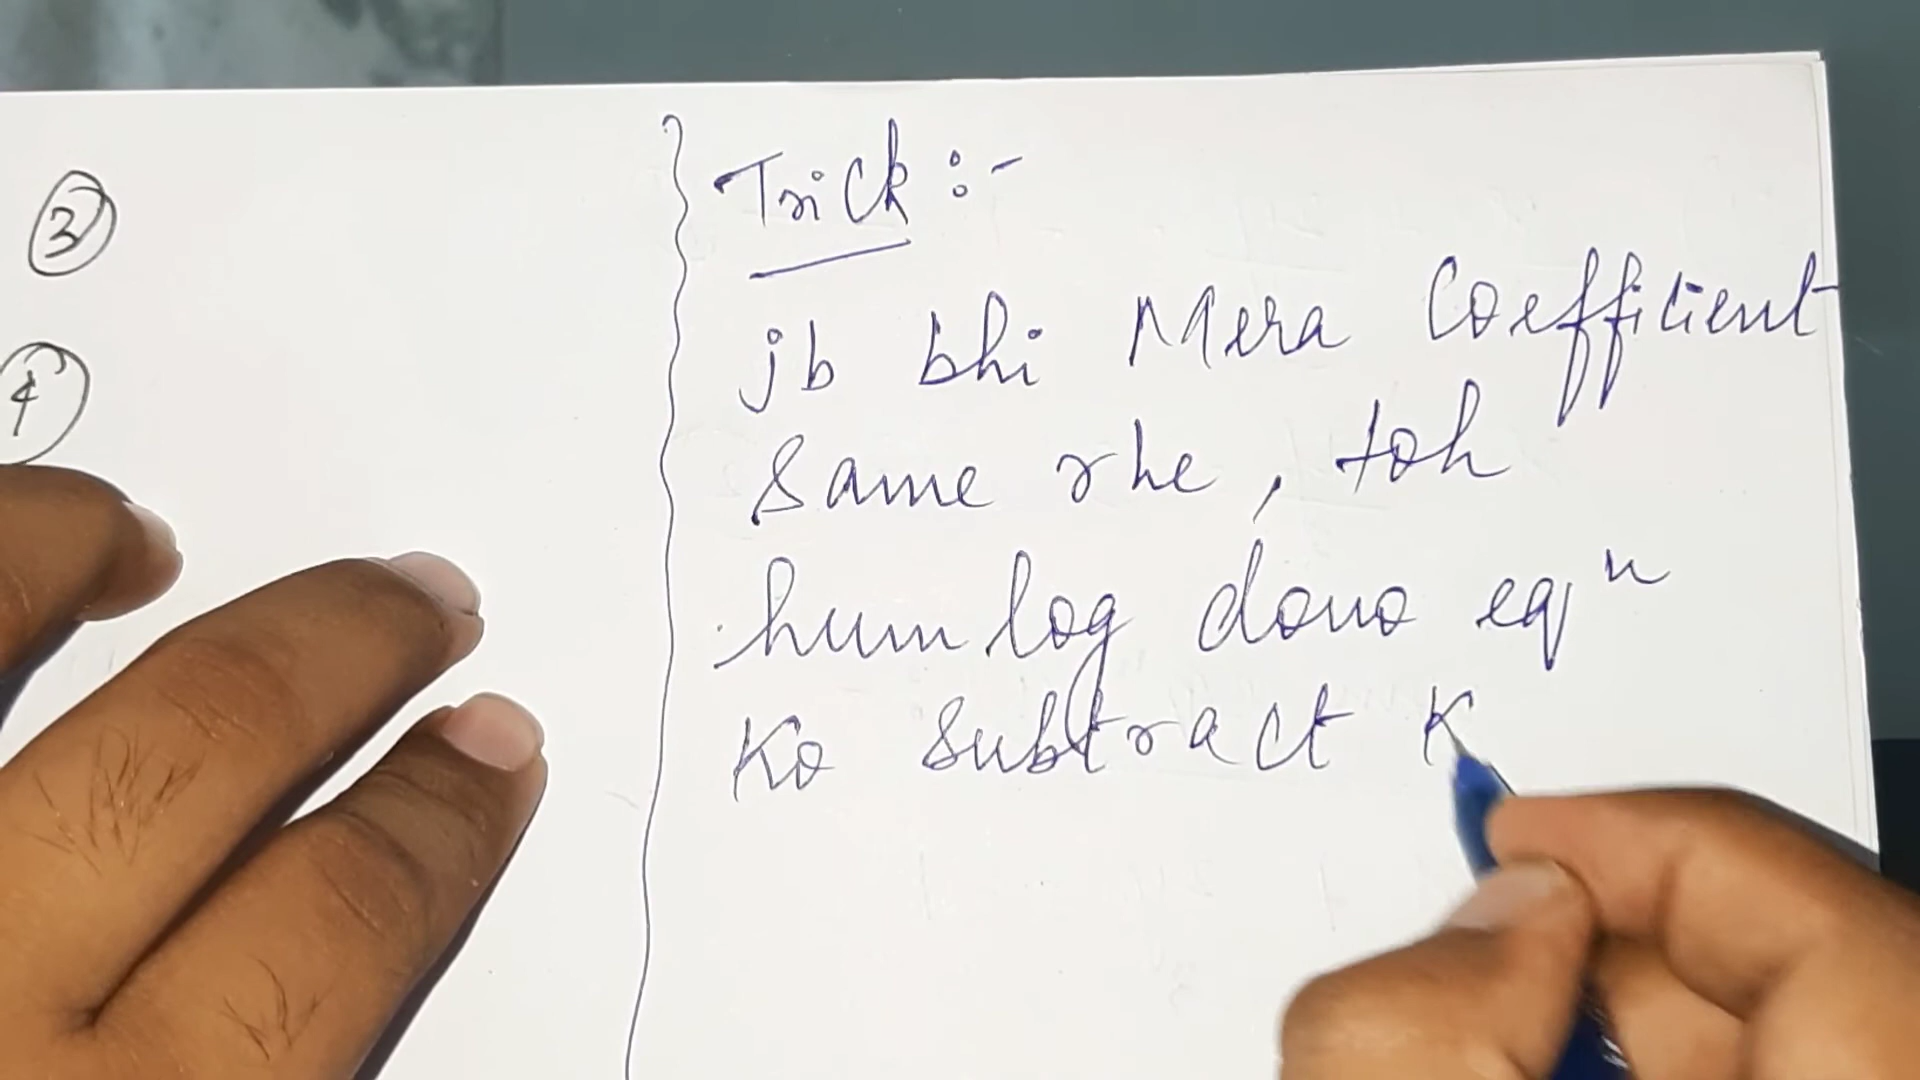 3
4
Trick :-
jb bhi Mera Coefficient
Same rhe, toh
hum log dono eqⁿ
Ko Subtract K